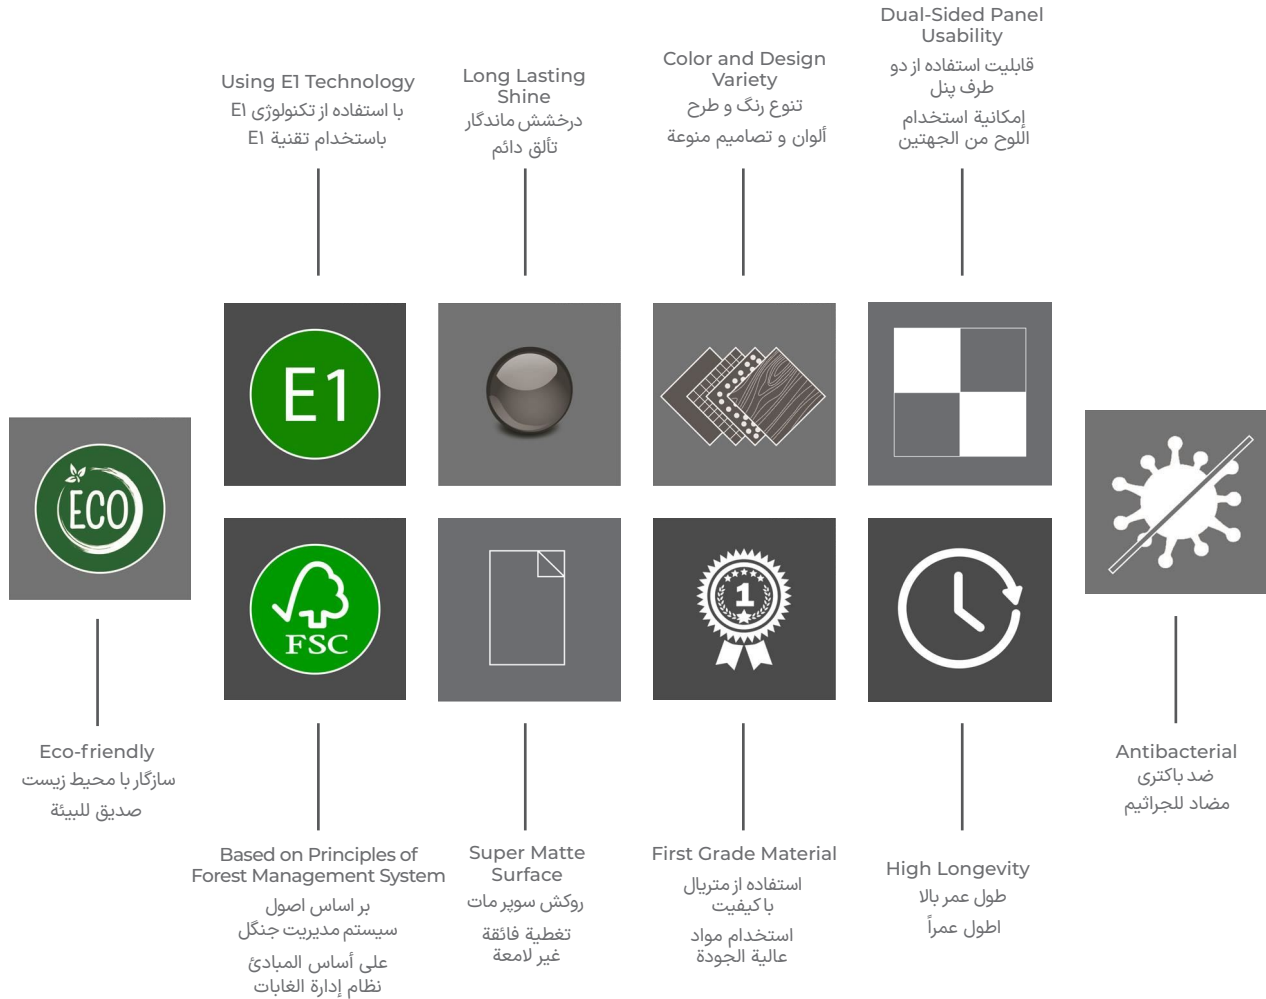 Using E1 Technology
با استفاده از تکنولوژی E1
باستخدام تقنية E1
Long Lasting
Shine
درخشش ماندگار
تألق دائم
Color and Design
Variety
تنوع رنگ و طرح
ألوان و تصاميم منوعة
Dual-Sided Panel
Usability
قابلیت استفاده از دو
طرف پنل
إمكانية استخدام
اللوح من الجهتين
E1
ECO
FSC
1
Eco-friendly
سازگار با محیط زیست
صديق للبيئة
Based on Principles of
Forest Management System
بر اساس اصول
سیستم مدیریت جنگل
على أساس المبادئ
نظام إدارة الغابات
Super Matte
Surface
روکش سوپر مات
تغطية فائقة
غير لامعة
First Grade Material
استفاده از متریال
با کیفیت
استخدام مواد
عالية الجودة
High Longevity
طول عمر بالا
اطول عمراً
Antibacterial
ضد باکتری
مضاد للجراثيم